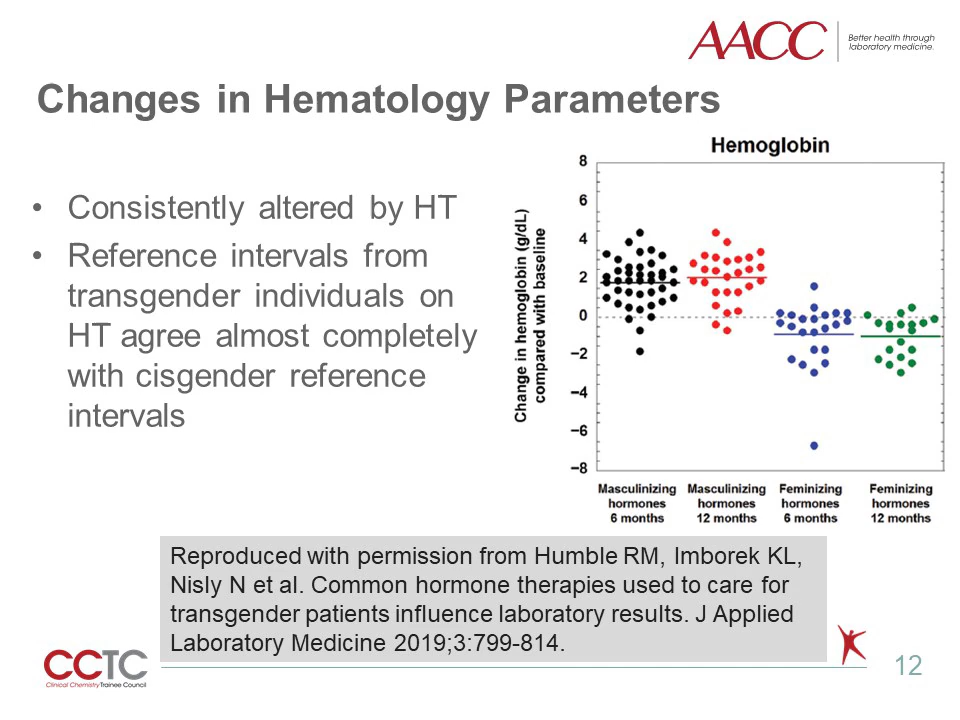 AACC
Better health through
laboratory medicine.
Changes in Hematology Parameters
• Consistently altered by HT
• Reference intervals from
transgender individuals on
HT agree almost completely
with cisgender reference
intervals
Hemoglobin
Change in hemoglobin (g/dL)
compared with baseline
8
6
4
2
0
−2
−4
−6
−8
Masculinizing
hormones
6 months
Masculinizing
hormones
12 months
Feminizing
hormones
6 months
Feminizing
hormones
12 months
Reproduced with permission from Humble RM, Imborek KL,
Nisly N et al. Common hormone therapies used to care for
transgender patients influence laboratory results. J Applied
Laboratory Medicine 2019;3:799-814.
CCTC
Clinical Chemistry Trainee Council
12